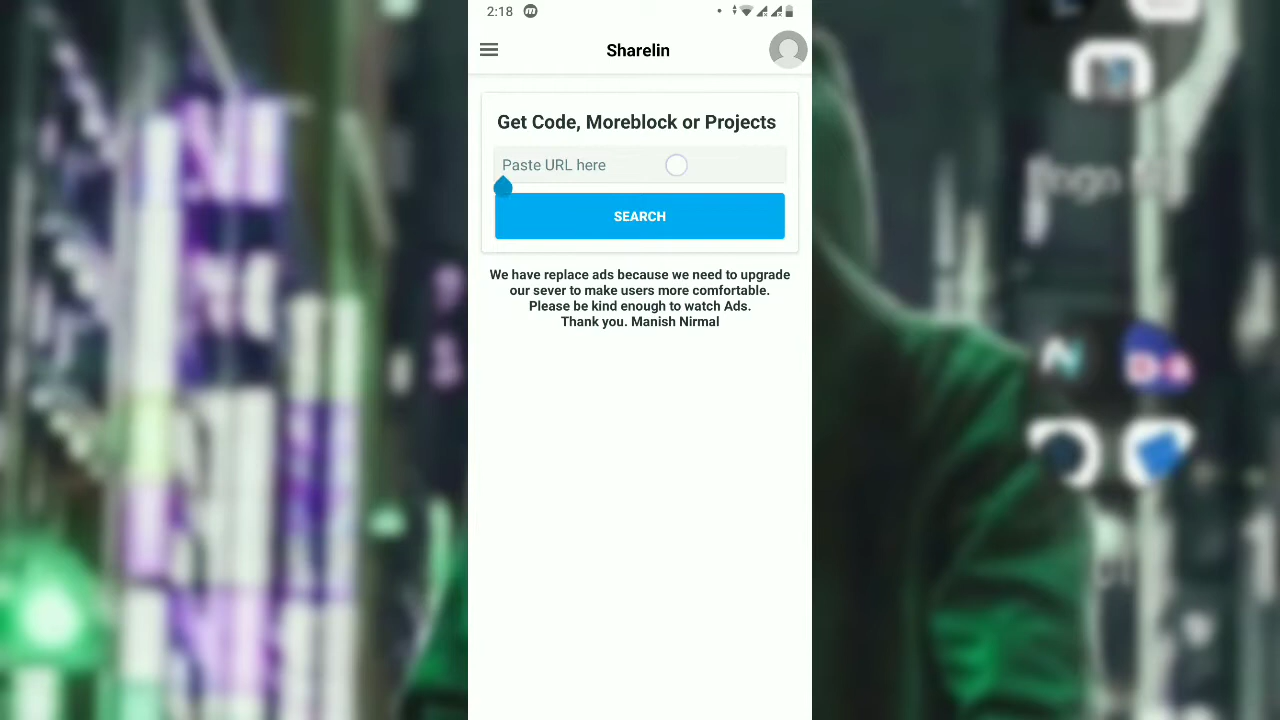 2:18
Sharelin
Get Code, Moreblock or Projects
Paste URL here
SEARCH
We have replace ads because we need to upgrade
our sever to make users more comfortable.
Please be kind enough to watch Ads.
Thank you. Manish Nirmal